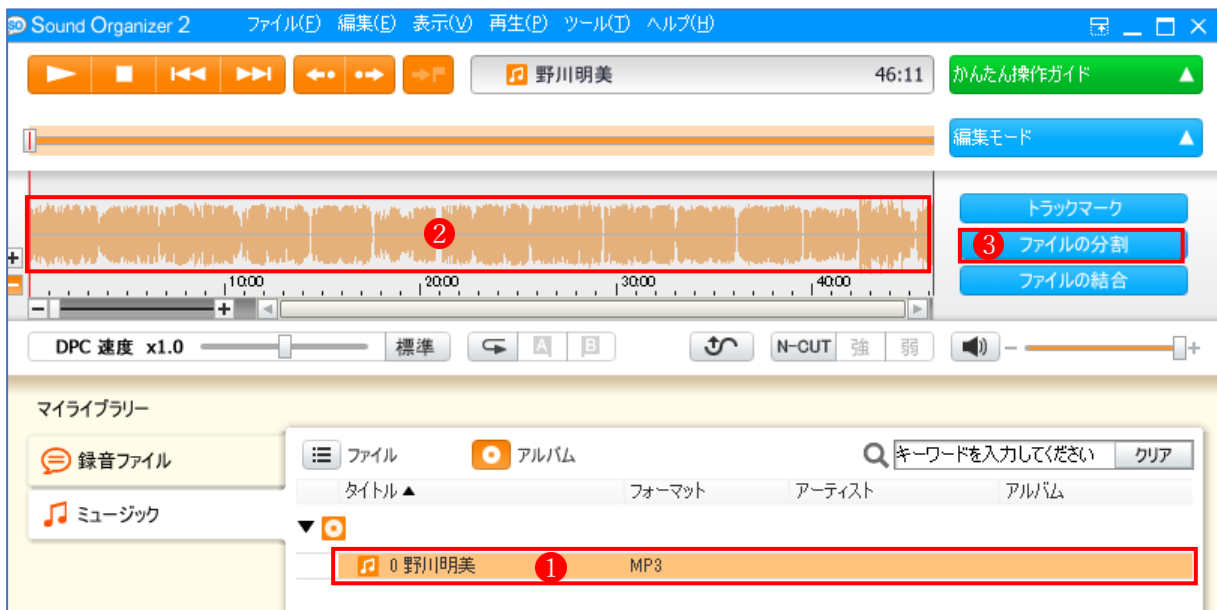 Sound Organizer 2 ファイル(F) 編集(E) 表示(V) 再生(P) ツール(T) ヘルプ(H)
野川明美 46:11 かんたん操作ガイド
編集モード
トラックマーク
2 3 ファイルの分割
ファイルの結合
10:00 20:00 30:00 40:00
DPC 速度 x1.0 標準 A B N-CUT 強 弱
マイライブラリー
録音ファイル ファイル アルバム キーワードを入力してください クリア
タイトル▲ フォーマット アーティスト アルバム
ミュージック
0 野川明美 1 MP3